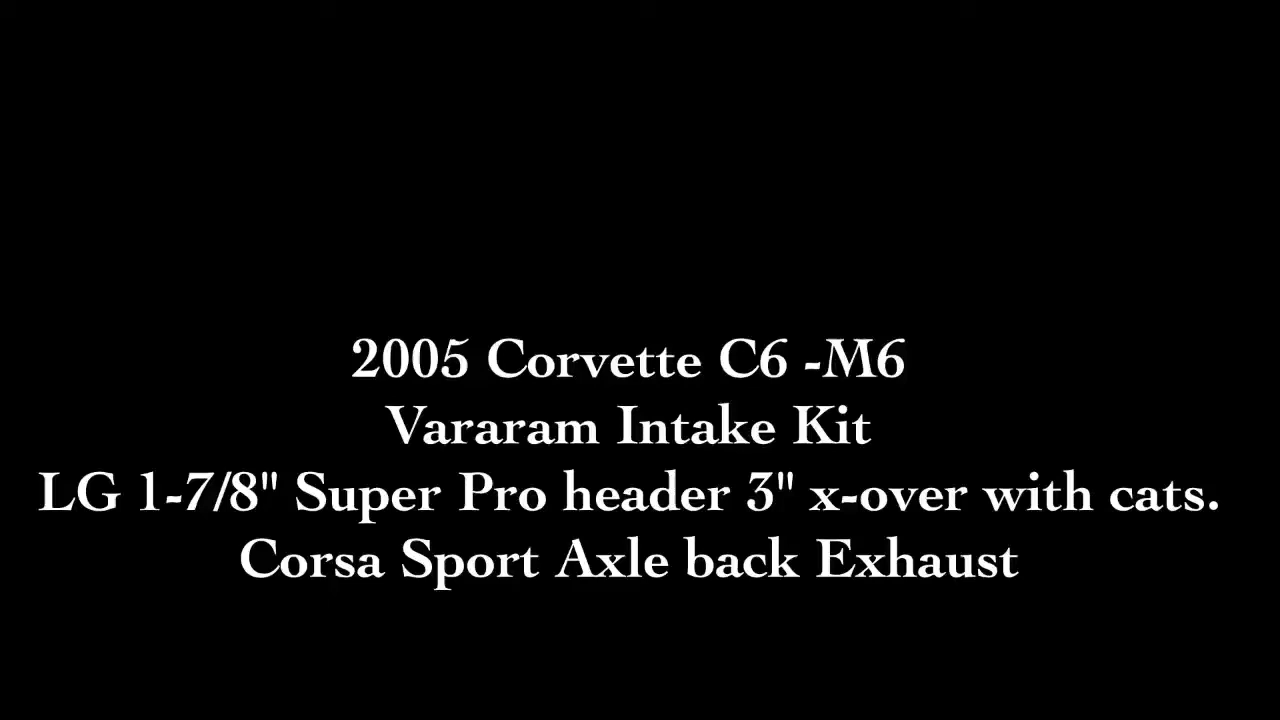 2005 Corvette C6 -M6
Vararam Intake Kit
LG 1-7/8" Super Pro header 3" x-over with cats.
Corsa Sport Axle back Exhaust